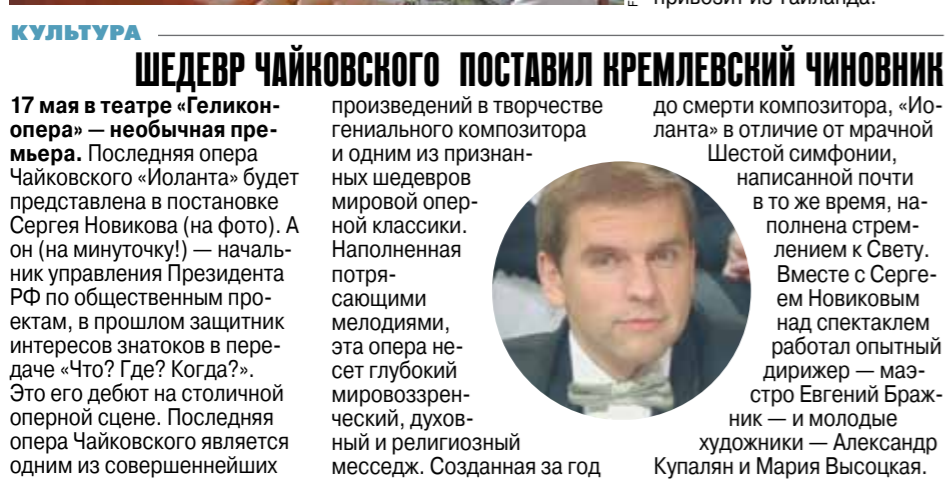 привозит из Таиланда.
КУЛЬТУРА
ШЕДЕВР ЧАЙКОВСКОГО ПОСТАВИЛ КРЕМЛЕВСКИЙ ЧИНОВНИК
17 мая в театре «Геликон-
опера» — необычная пре-
мьера. Последняя опера
Чайковского «Иоланта» будет
представлена в постановке
Сергея Новикова (на фото). А
он (на минуточку!) — началь-
ник управления Президента
РФ по общественным про-
ектам, в прошлом защитник
интересов знатоков в пере-
даче «Что? Где? Когда?».
Это его дебют на столичной
оперной сцене. Последняя
опера Чайковского является
одним из совершеннейших
произведений в творчестве
гениального композитора
и одним из признан-
ных шедевров
мировой опер-
ной классики.
Наполненная
потря-
сающими
мелодиями,
эта опера не-
сет глубокий
мировоззрен-
ческий, духов-
ный и религиозный
месседж. Созданная за год
до смерти композитора, «Ио-
ланта» в отличие от мрачной
Шестой симфонии,
написанной почти
в то же время, на-
полнена стрем-
лением к Свету.
Вместе с Серге-
ем Новиковым
над спектаклем
работал опытный
дирижер — маэ-
стро Евгений Браж-
ник — и молодые
художники — Александр
Купалян и Мария Высоцкая.